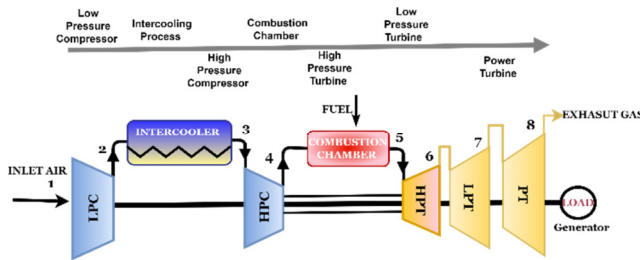 Low
Pressure
Compressor
Intercooling
Process
High
Pressure
Compressor
Combustion
Chamber
High
Pressure
Turbine
Low
Pressure
Turbine
Power
Turbine
FUEL
EXHASUT GAS
INTERCOOLER
COMBUSTION
CHAMBER
INLET AIR
1
2
3
4
5
6
7
8
LPC
HPC
HPT
LPT
PT
LOAD
Generator